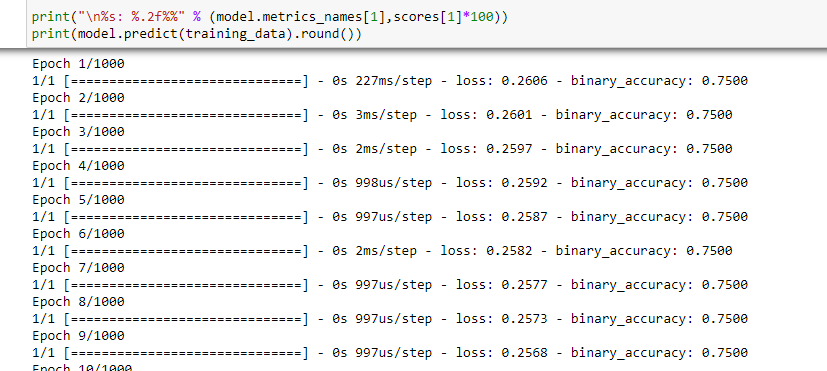 print("\n%s: %.2f%%" % (model.metrics_names[1],scores[1]*100))
print(model.predict(training_data).round())
Epoch 1/1000
1/1 [==============================] - 0s 227ms/step - loss: 0.2606 - binary_accuracy: 0.7500
Epoch 2/1000
1/1 [==============================] - 0s 3ms/step - loss: 0.2601 - binary_accuracy: 0.7500
Epoch 3/1000
1/1 [==============================] - 0s 2ms/step - loss: 0.2597 - binary_accuracy: 0.7500
Epoch 4/1000
1/1 [==============================] - 0s 998us/step - loss: 0.2592 - binary_accuracy: 0.7500
Epoch 5/1000
1/1 [==============================] - 0s 997us/step - loss: 0.2587 - binary_accuracy: 0.7500
Epoch 6/1000
1/1 [==============================] - 0s 2ms/step - loss: 0.2582 - binary_accuracy: 0.7500
Epoch 7/1000
1/1 [==============================] - 0s 997us/step - loss: 0.2577 - binary_accuracy: 0.7500
Epoch 8/1000
1/1 [==============================] - 0s 997us/step - loss: 0.2573 - binary_accuracy: 0.7500
Epoch 9/1000
1/1 [==============================] - 0s 997us/step - loss: 0.2568 - binary_accuracy: 0.7500
Epoch 10/1000